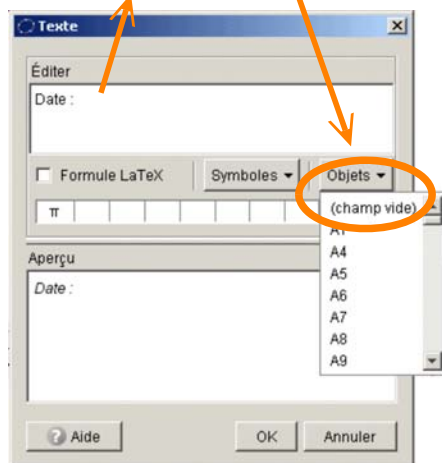 Texte
Éditer
Date :
Formule LaTeX
Symboles
Objets
π
(champ vide)
A1
A4
A5
A6
A7
A8
A9
Aperçu
Date :
Aide
OK
Annuler